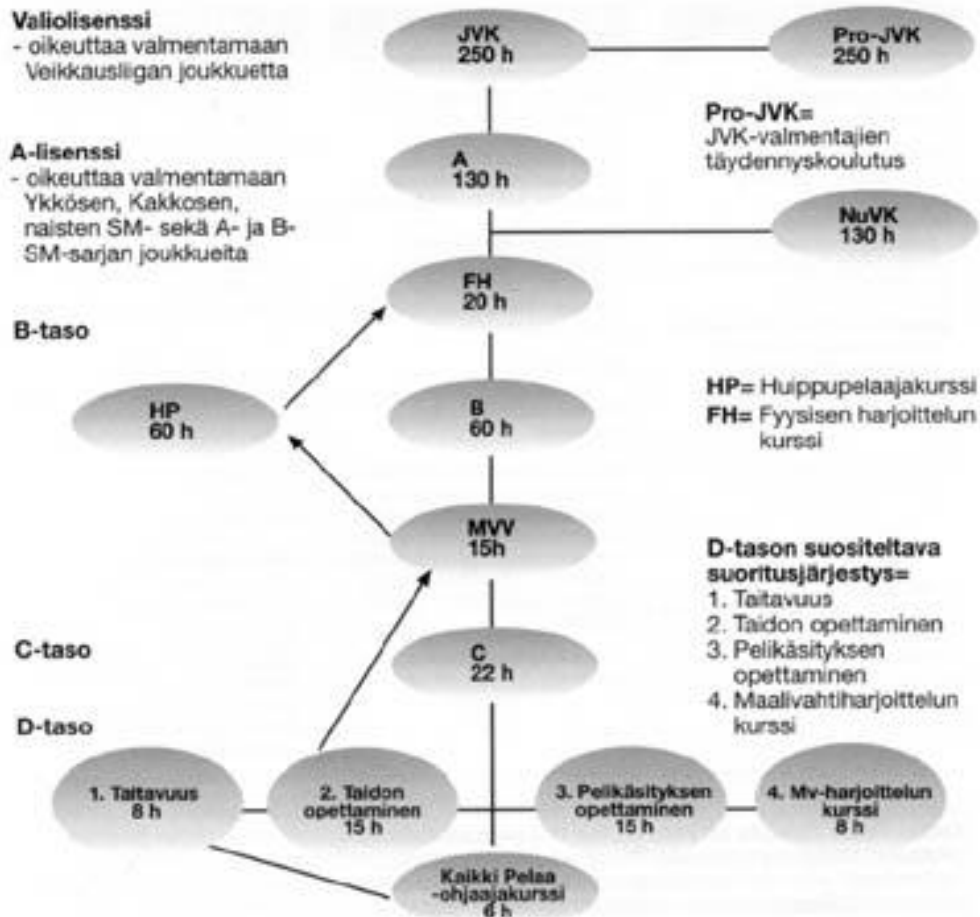 Valiolisenssi
- oikeuttaa valmentamaan
Veikkausliigan joukkuetta
JVK
250 h
Pro-JVK
250 h
Pro-JVK=
JVK-valmentajien
täydennyskoulutus
A-lisenssi
- oikeuttaa valmentamaan
Ykkösen, Kakkosen,
naisten SM- sekä A- ja B-
SM-sarjan joukkueita
A
130 h
NuVK
130 h
FH
20 h
B-taso
HP
60 h
B
60 h
HP= Huippupelaajakurssi
FH= Fyysisen harjoittelun
kurssi
MVV
15h
D-tason suositeltava
suoritusjärjestys=
1. Taitavuus
2. Taidon opettaminen
3. Pelikäsityksen
opettaminen
4. Maalivahtiharjoittelun
kurssi
C-taso
C
22 h
D-taso
1. Taitavuus
8 h
2. Taidon
opettaminen
15 h
3. Pelikäsityksen
opettaminen
15 h
4. Mv-harjoittelun
kurssi
8 h
Kaikki Pelaa
-ohjaajakurssi
6 h